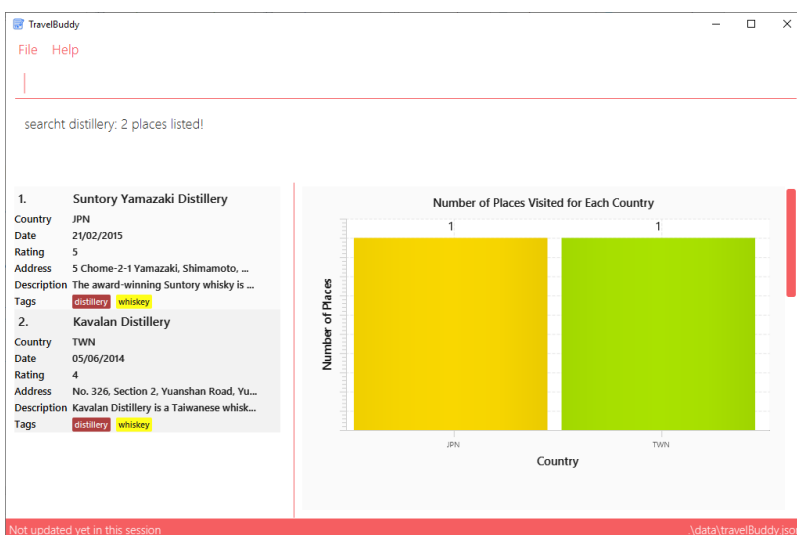 TravelBuddy
File Help
searcht distillery: 2 places listed!
1. Suntory Yamazaki Distillery
Country JPN
Date 21/02/2015
Rating 5
Address 5 Chome-2-1 Yamazaki, Shimamoto, ...
Description The award-winning Suntory whisky is ...
Tags distillery whiskey
2. Kavalan Distillery
Country TWN
Date 05/06/2014
Rating 4
Address No. 326, Section 2, Yuanshan Road, Yu...
Description Kavalan Distillery is a Taiwanese whisk...
Tags distillery whiskey
Number of Places Visited for Each Country
1 1
Number of Places
JPN TWN
Country
Not updated yet in this session
\data\travelBuddy.json